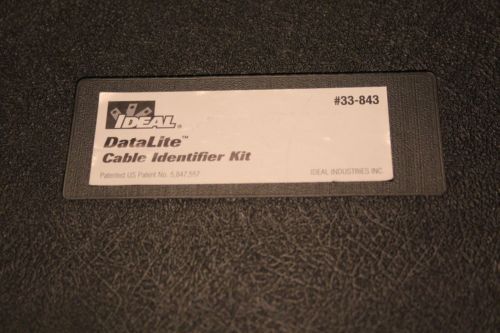 #33-843
IDEAL®
DataLite™
Cable Identifier Kit
Patented US Patent No. 5,847,557
IDEAL INDUSTRIES INC.